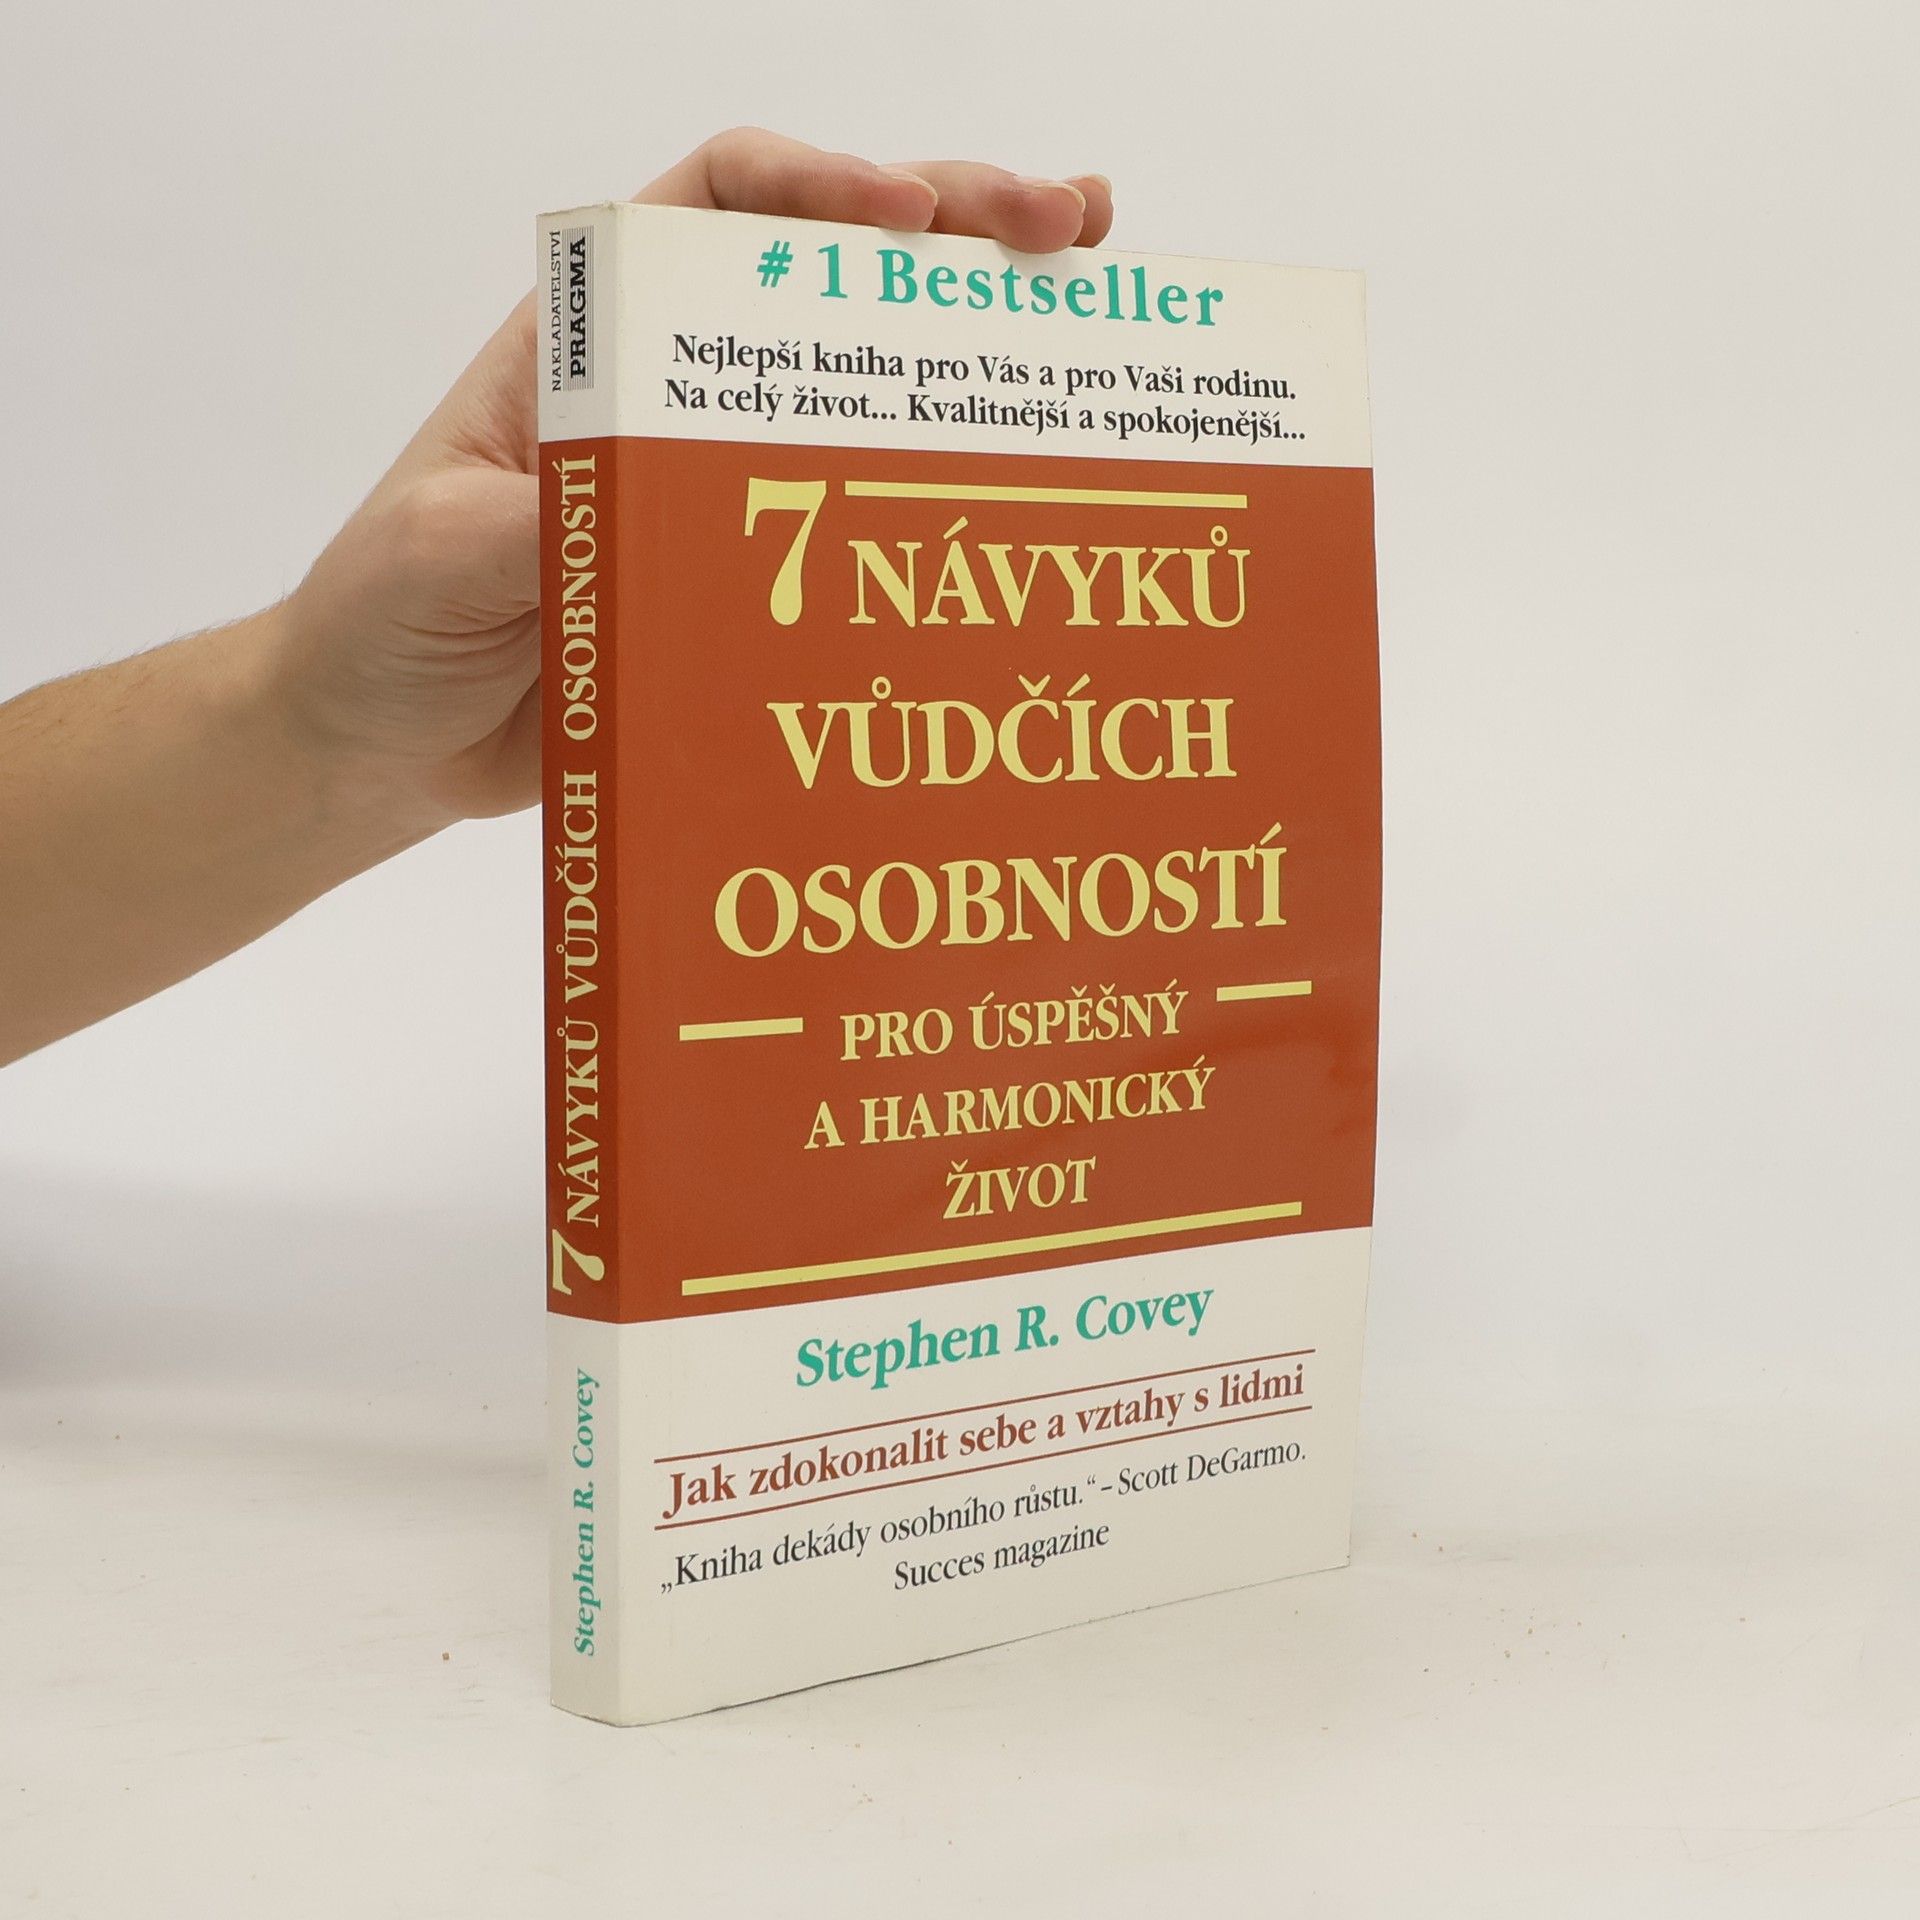 NAKLADATELSTVÍ
PRAGMA
7 NÁVYKŮ VŮDČÍCH OSOBNOSTÍ
Stephen R. Covey
# 1 Bestseller
Nejlepší kniha pro Vás a pro Vaši rodinu.
Na celý život... Kvalitnější a spokojenější...
7 NÁVYKŮ
VŮDČÍCH
OSOBNOSTÍ
PRO ÚSPĚŠNÝ
A HARMONICKÝ
ŽIVOT
Stephen R. Covey
Jak zdokonalit sebe a vztahy s lidmi
„Kniha dekády osobního růstu.“ – Scott DeGarmo.
Succes magazine